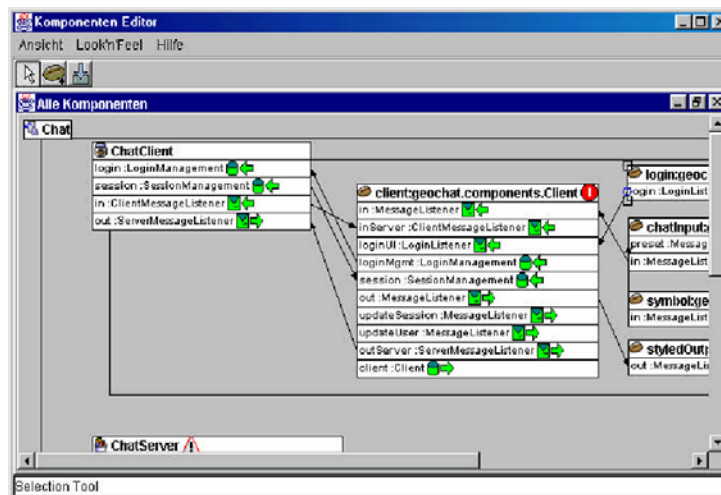 Komponenten Editor
Ansicht Look'n'Feel Hilfe
Alle Komponenten
Chat
ChatClient
login :LoginManagement
session :SessionManagement
in :ClientMessageListener
out :ServerMessageListener
client:geochat.components.Client
in :MessageListener
inServer :ClientMessageListener
loginUI :LoginListener
loginMgmt :LoginManagement
session :SessionManagement
out :MessageListener
updateSession :MessageListener
updateUser :MessageListener
outServer :ServerMessageListener
client :Client
login:geoc
login :LoginList
chatInput:g
preset :Messag
in :MessageList
symbol:ge
in :MessageList
styledOutp
out :MessageLi
ChatServer
Selection Tool